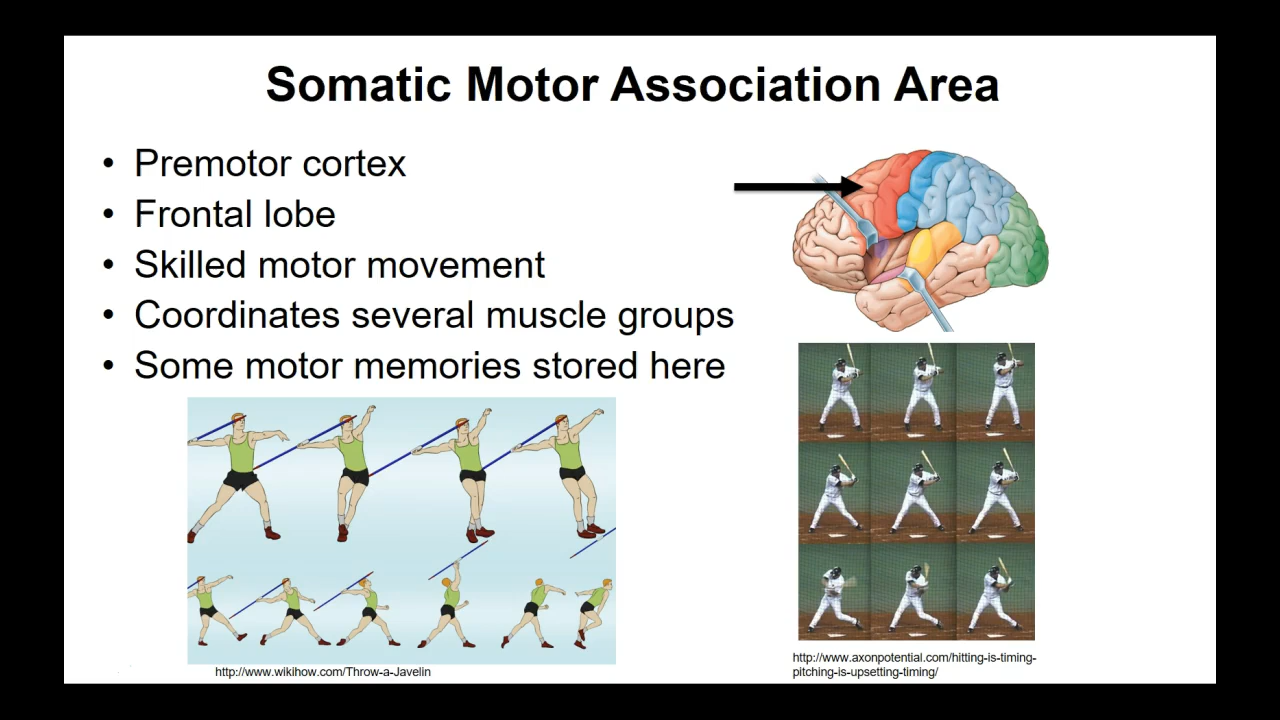 Somatic Motor Association Area
• Premotor cortex
• Frontal lobe
• Skilled motor movement
• Coordinates several muscle groups
• Some motor memories stored here
http://www.wikihow.com/Throw-a-Javelin
http://www.axonpotential.com/hitting-is-timing-
pitching-is-upsetting-timing/